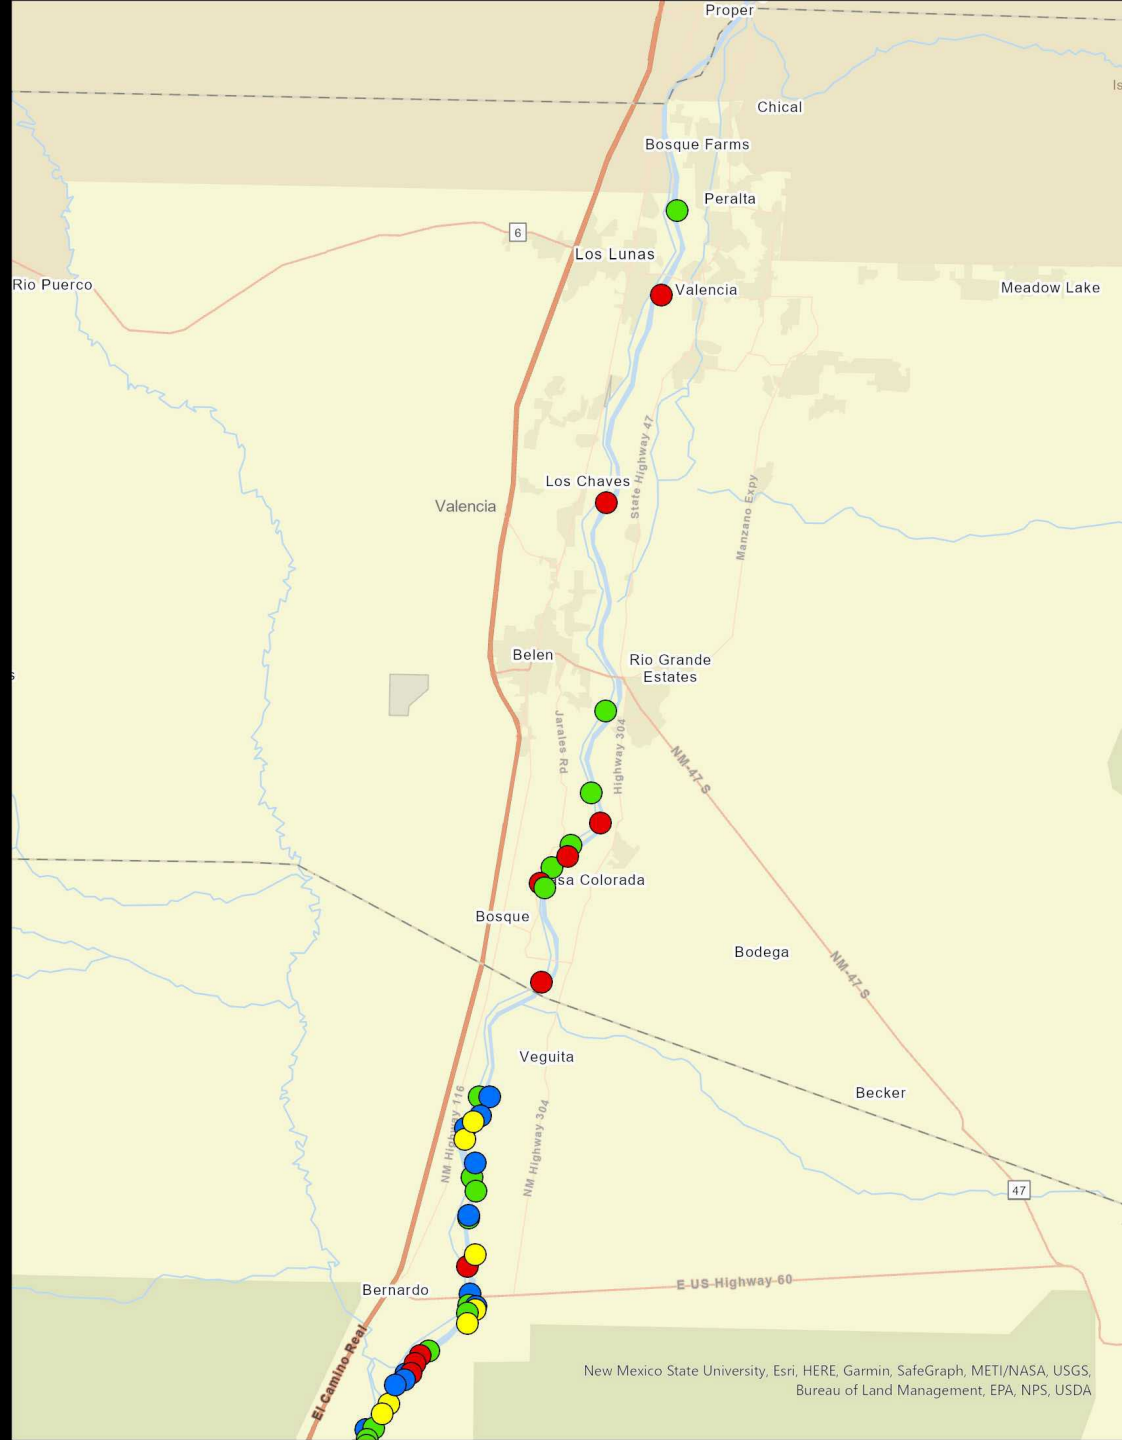 Proper
Is
Chical
Bosque Farms
Peralta
6
Los Lunas
Rio Puerco
Valencia
Meadow Lake
State Highway 47
Los Chaves
Valencia
Manzano Expy
Belen
Rio Grande
Estates
s
Jarales Rd
Highway 304
NM-47 S
asa Colorada
Bosque
Bodega
NM-47 S
Veguita
Becker
NM Highway 116
NM Highway 304
47
E US Highway 60
Bernardo
El Camino Real
New Mexico State University, Esri, HERE, Garmin, SafeGraph, METI/NASA, USGS,
Bureau of Land Management, EPA, NPS, USDA